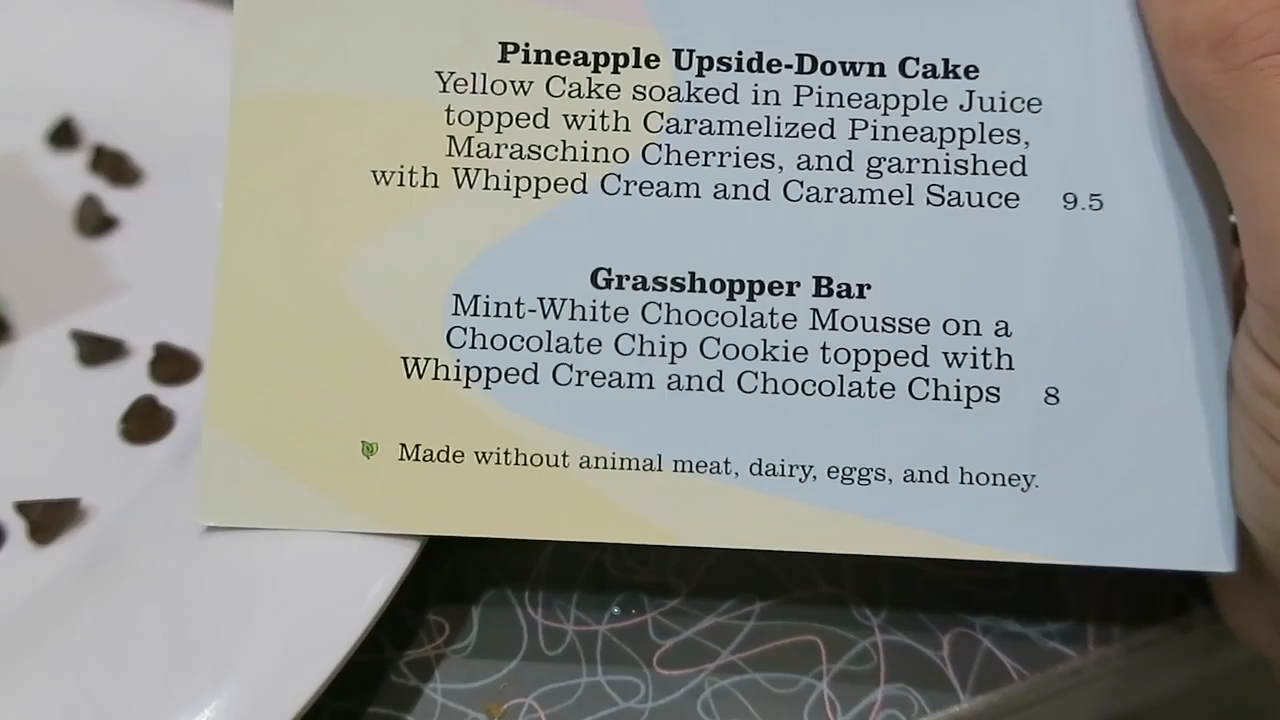 Pineapple Upside-Down Cake
Yellow Cake soaked in Pineapple Juice
topped with Caramelized Pineapples,
Maraschino Cherries, and garnished
with Whipped Cream and Caramel Sauce 9.5
Grasshopper Bar
Mint-White Chocolate Mousse on a
Chocolate Chip Cookie topped with
Whipped Cream and Chocolate Chips 8
Made without animal meat, dairy, eggs, and honey.